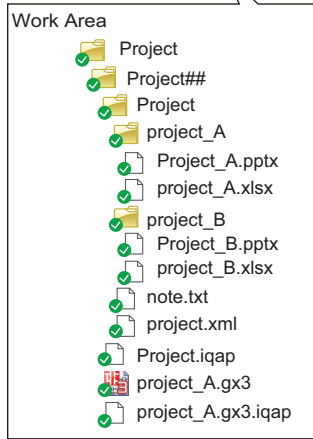 Work Area
Project
Project##
Project
project_A
Project_A.pptx
project_A.xlsx
project_B
Project_B.pptx
project_B.xlsx
note.txt
project.xml
Project.iqap
project_A.gx3
project_A.gx3.iqap